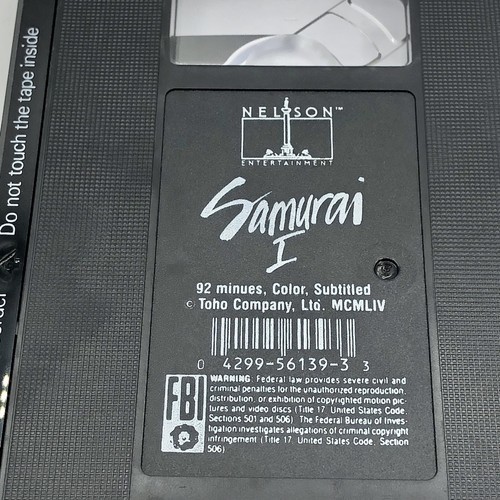 Do not touch the tape inside
NELSON™
ENTERTAINMENT
Samurai
I
92 minues, Color, Subtitled
© Toho Company, Ltd. MCMLIV
0 4299-56139-3 3
FBI
WARNING: Federal law provides severe civil and
criminal penalties for the unauthorized reproduction,
distribution, or exhibition of copyrighted motion pic-
tures and video discs (Title 17, United States Code,
Sections 501 and 506). The Federal Bureau of Inves-
tigation investigates allegations of criminal copyright
infringement (Title 17, United States Code, Section
506)